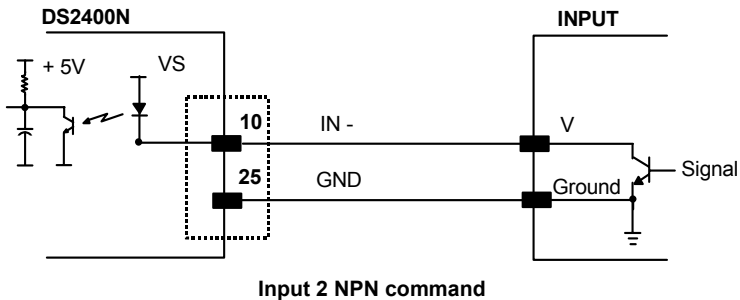 DS2400N
INPUT
+ 5V
VS
10
IN -
V
25
GND
Ground
Signal
Input 2 NPN command